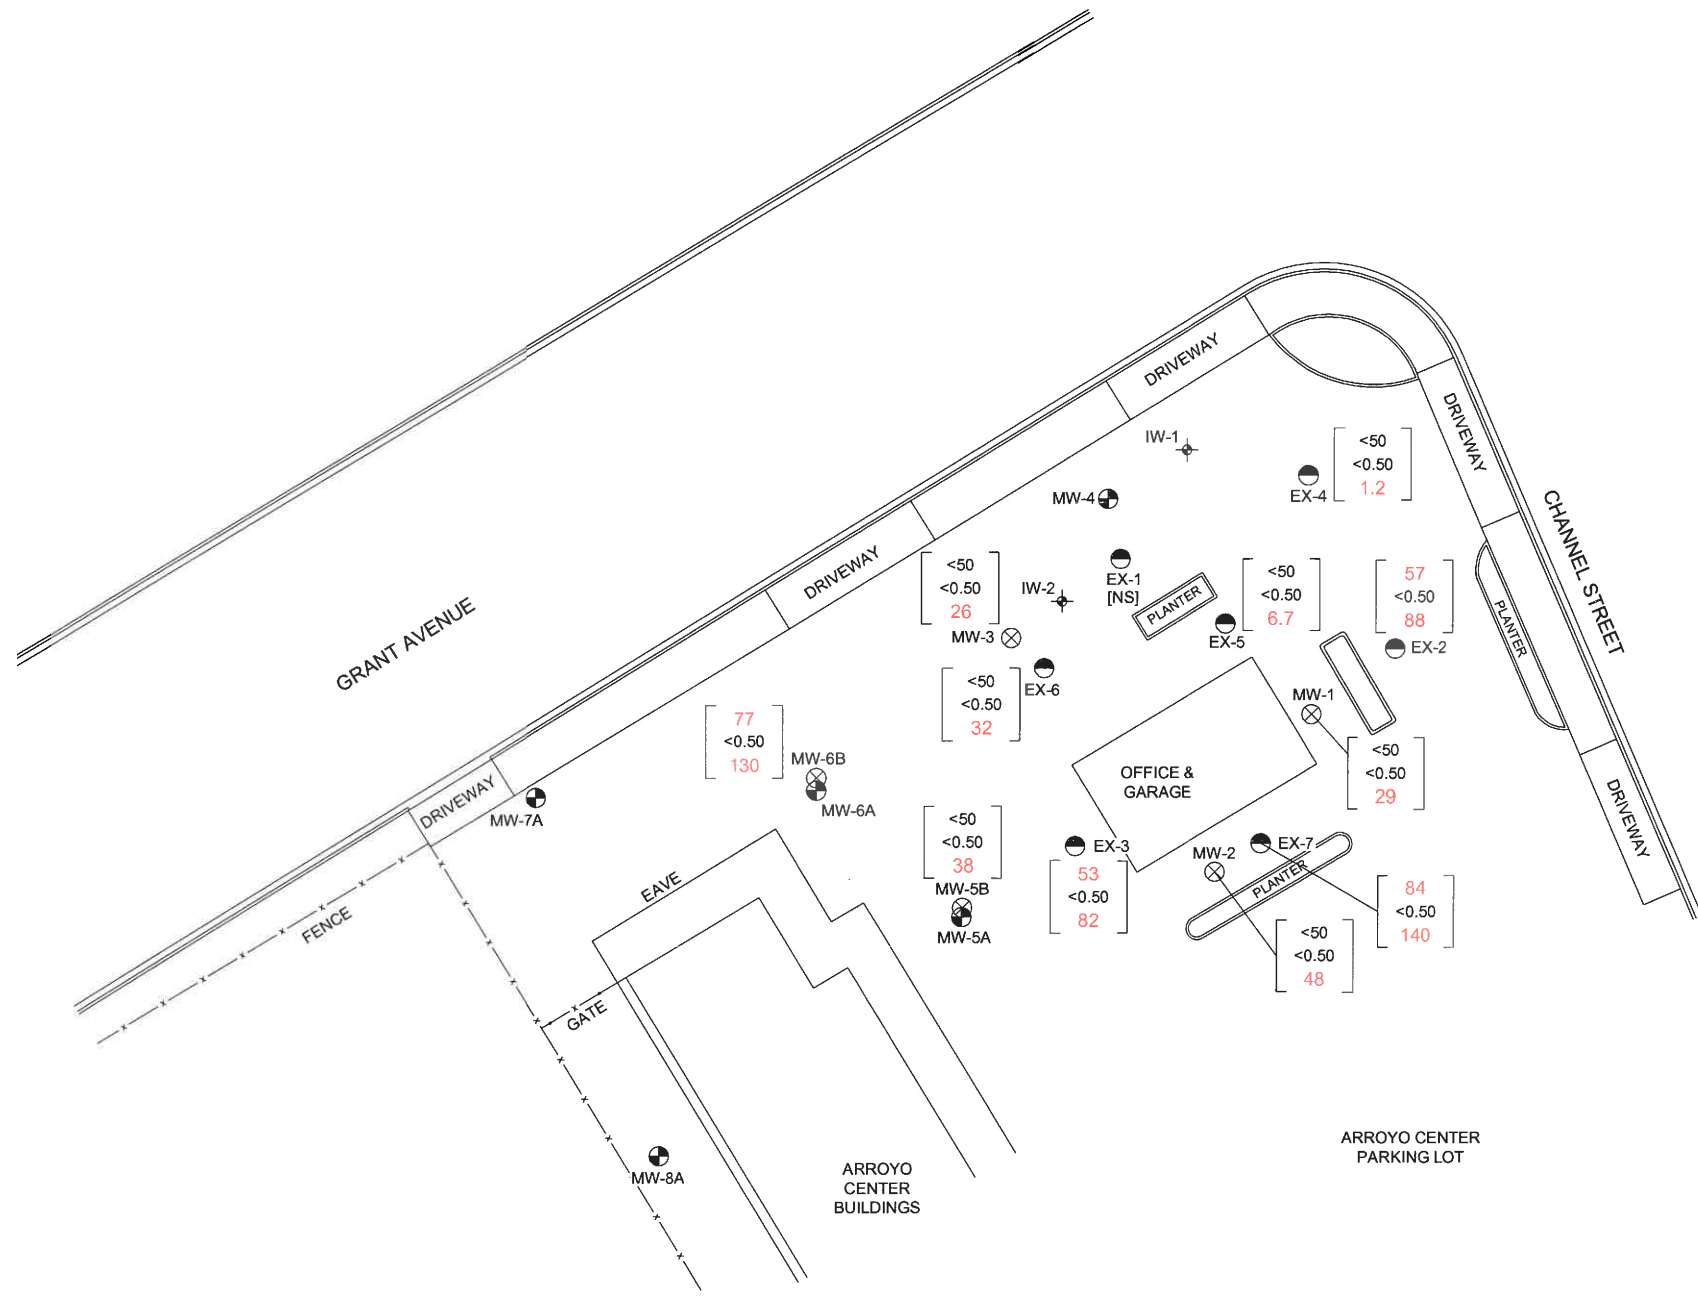 GRANT AVENUE
CHANNEL STREET
DRIVEWAY
DRIVEWAY
DRIVEWAY
DRIVEWAY
DRIVEWAY
IW-1
MW-4
EX-4
<50
<0.50
1.2
EX-1
[NS]
PLANTER
<50
<0.50
26
IW-2
MW-3
<50
<0.50
6.7
EX-5
57
<0.50
88
EX-2
PLANTER
<50
<0.50
32
EX-6
MW-1
<50
<0.50
29
77
<0.50
130
MW-6B
MW-6A
MW-7A
OFFICE &
GARAGE
<50
<0.50
38
MW-5B
MW-5A
EX-3
53
<0.50
82
MW-2
EX-7
PLANTER
84
<0.50
140
<50
<0.50
48
EAVE
FENCE
GATE
MW-8A
ARROYO
CENTER
BUILDINGS
ARROYO CENTER
PARKING LOT